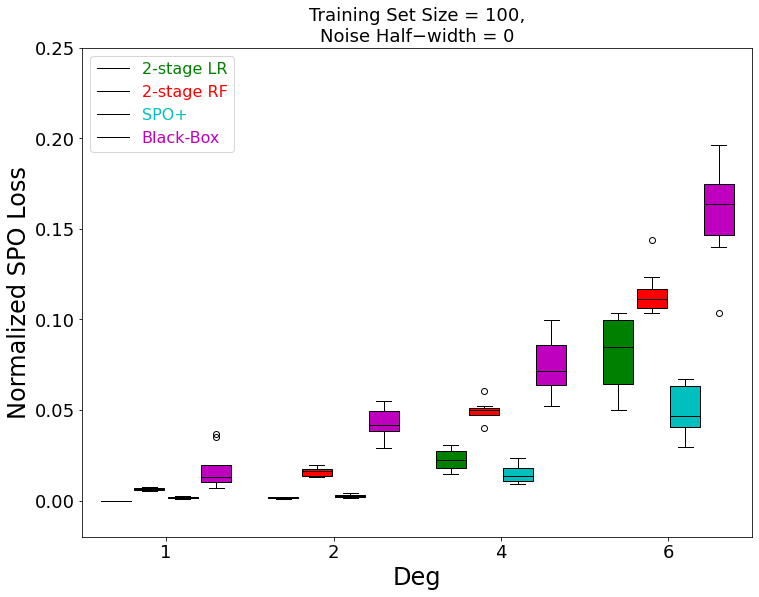 Training Set Size = 100,
Noise Half−width = 0
Normalized SPO Loss
0.25
0.20
0.15
0.10
0.05
0.00
2-stage LR
2-stage RF
SPO+
Black-Box
1 2 4 6
Deg